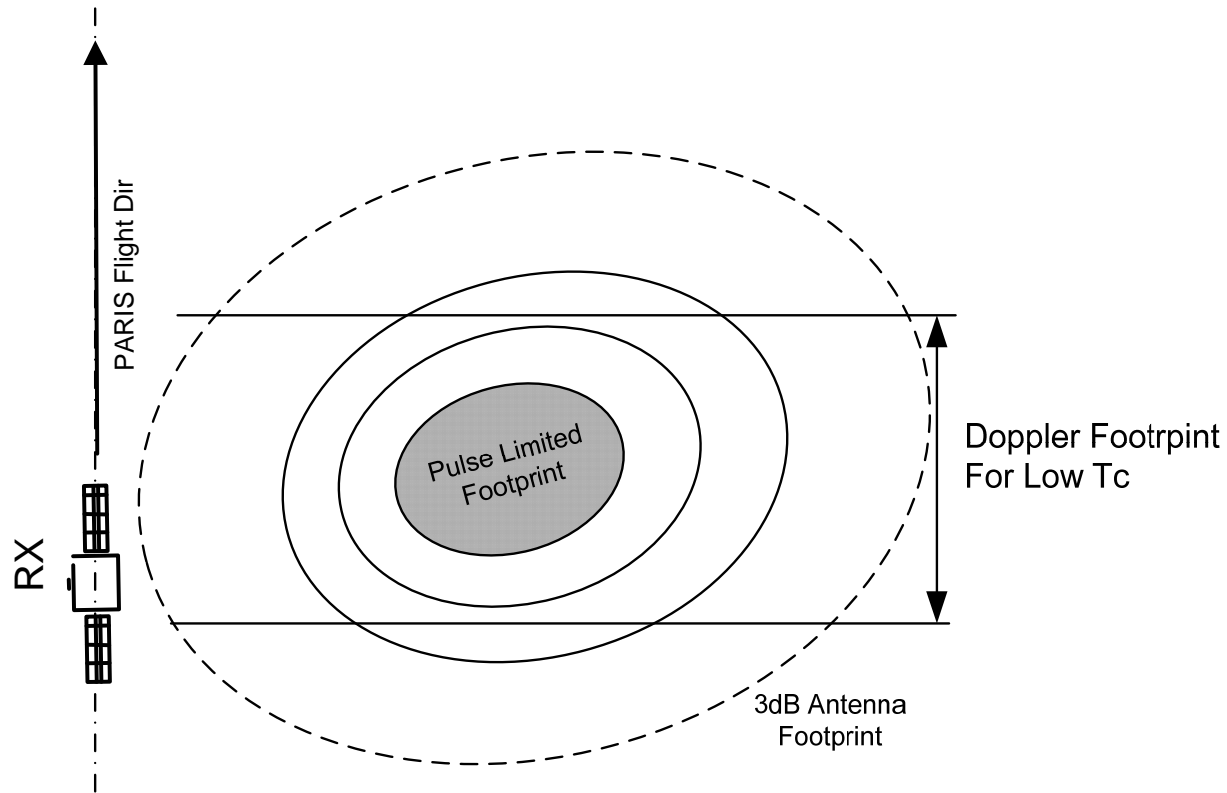 PARIS Flight Dir
RX
Pulse Limited
Footprint
Doppler Footrpint
For Low Tc
3dB Antenna
Footprint